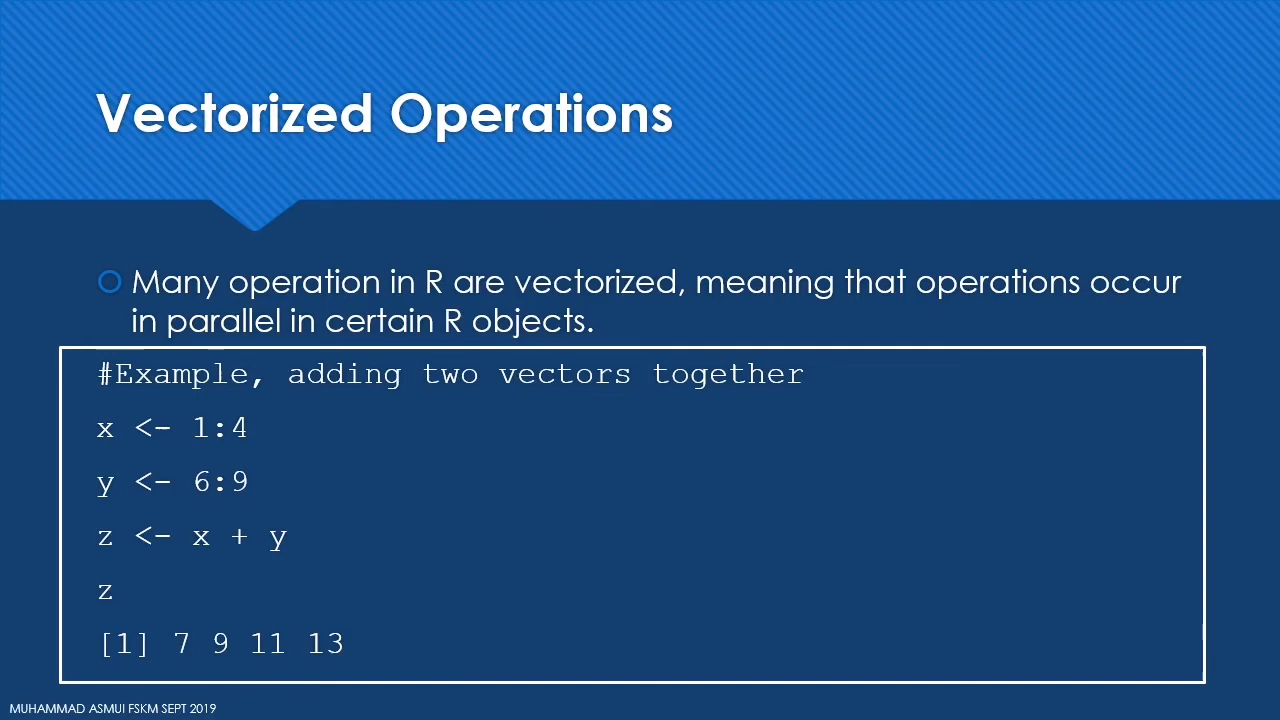 Vectorized Operations
Many operation in R are vectorized, meaning that operations occur
in parallel in certain R objects.
#Example, adding two vectors together
x <- 1:4
y <- 6:9
z <- x + y
z
[1] 7 9 11 13
MUHAMMAD ASMUI FSKM SEPT 2019